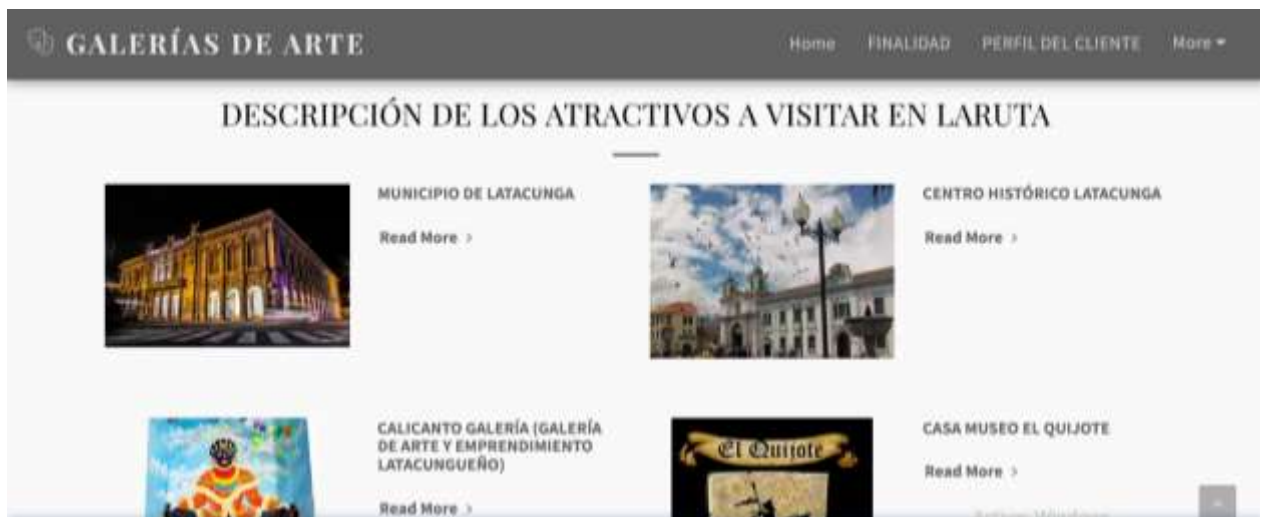 GALERÍAS DE ARTE
Home FINALIDAD PERFIL DEL CLIENTE More
DESCRIPCIÓN DE LOS ATRACTIVOS A VISITAR EN LARUTA
MUNICIPIO DE LATACUNGA
Read More >
CENTRO HISTÓRICO LATACUNGA
Read More >
CALICANTO GALERÍA (GALERÍA
DE ARTE Y EMPRENDIMIENTO
LATACUNGUEÑO)
Read More >
El Quijote
CASA MUSEO EL QUIJOTE
Read More >